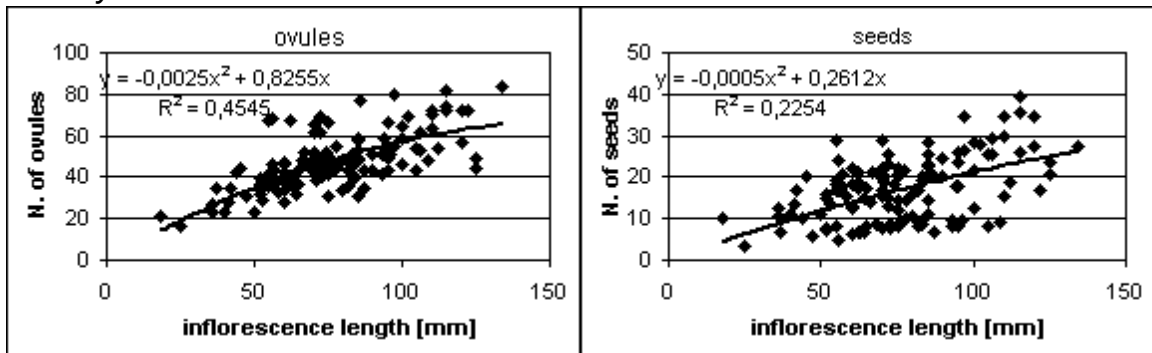 ovules
y = -0,0025x² + 0,8255x
R² = 0,4545
N. of ovules
100
80
60
40
20
0
0 50 100 150
inflorescence length [mm]
seeds
y = -0,0005x² + 0,2612x
R² = 0,2254
N. of seeds
50
40
30
20
10
0
0 50 100 150
inflorescence length [mm]